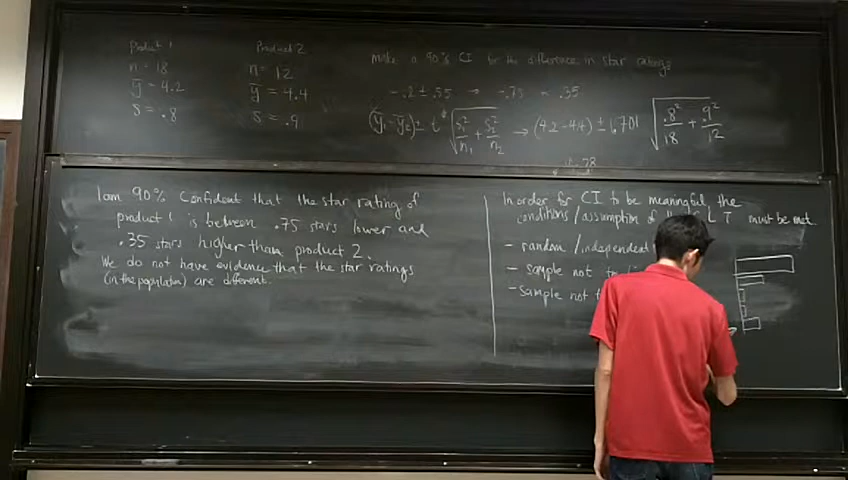 Product 1
n = 18
ȳ = 4.2
s = .8
Product 2
n = 12
ȳ = 4.4
s = .9
make a 90% CI for the difference in star ratings
-.2 ± .55 → -.75 .35
(ȳ₁ - ȳ₂) ± t* √(s₁²/n₁ + s₂²/n₂) → (4.2 - 4.4) ± 1.701 √(.8²/18 + .9²/12)
I am 90% Confident that the star rating of
product 1 is between .75 stars lower and
.35 stars higher than product 2.
We do not have evidence that the star ratings
(in the population) are different.
In order for CI to be meaningful the
conditions/assumption of LT must be met.
- random/independent
- sample not
- sample not